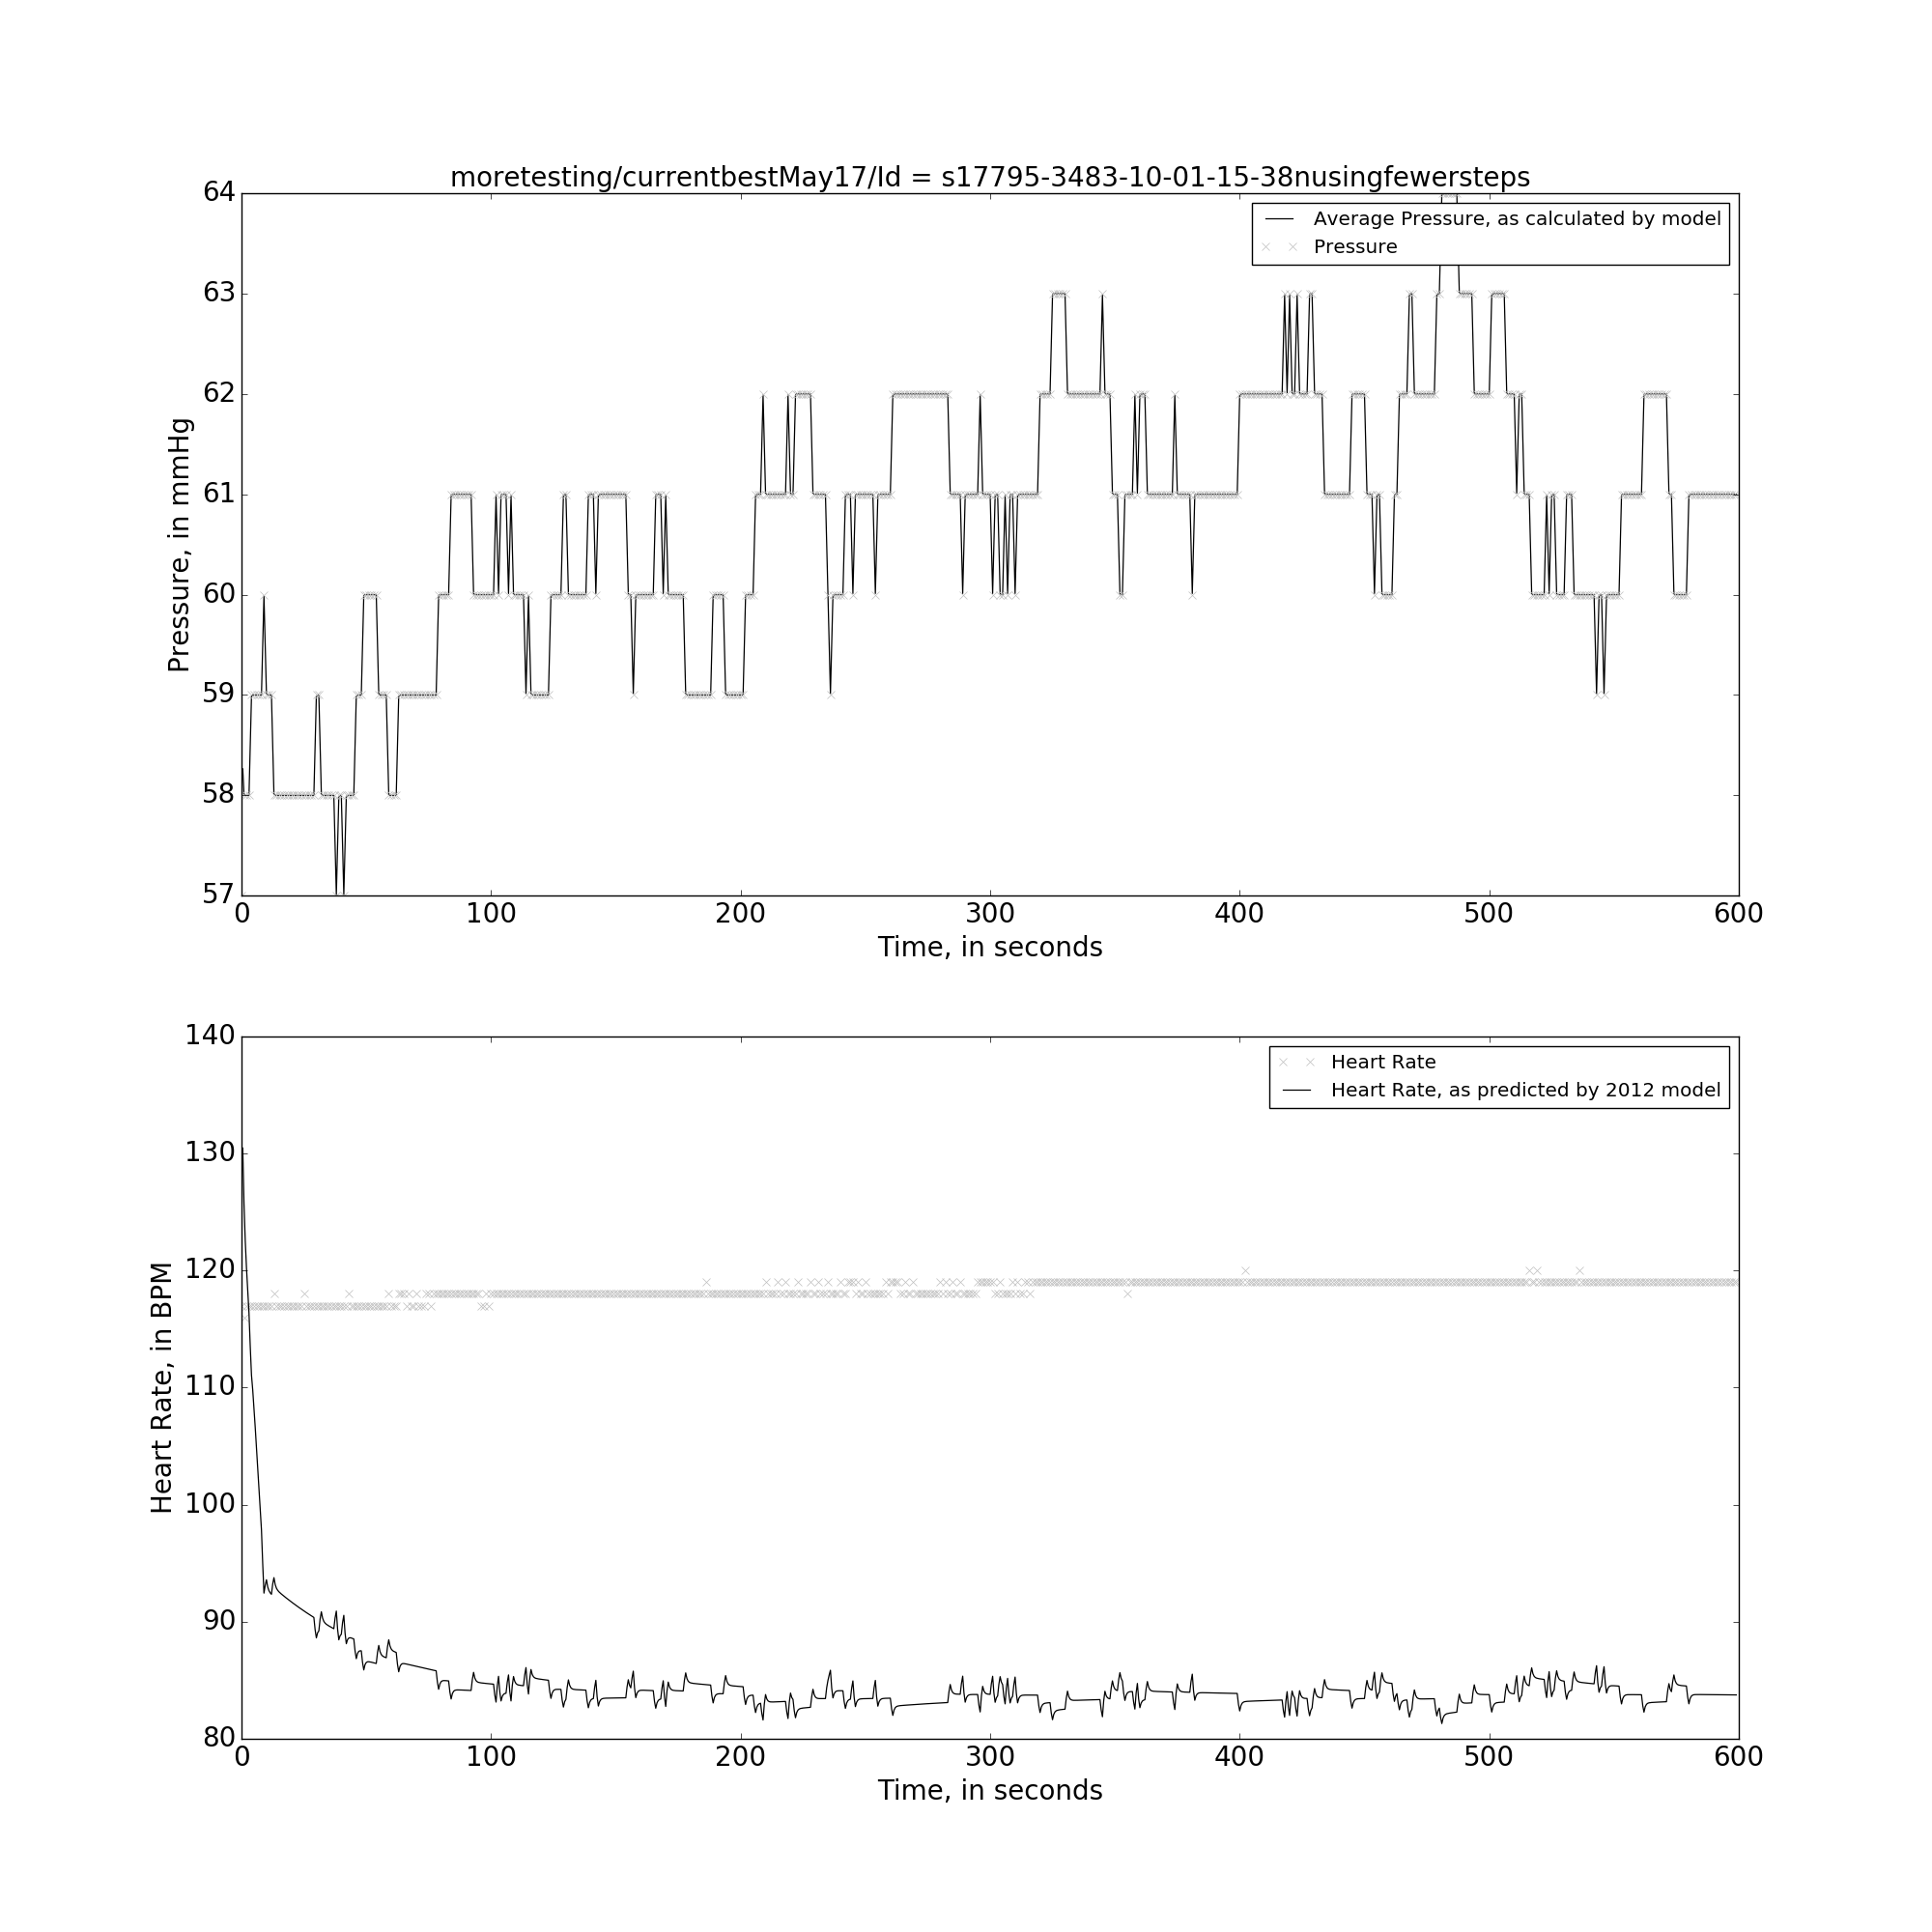 moretesting/currentbestMay17/Id = s17795-3483-10-01-15-38nusingfewersteps
64
63
62
61
60
59
58
57
Pressure, in mmHg
Average Pressure, as calculated by model
Pressure
0 100 200 300 400 500 600
Time, in seconds
140
130
120
110
100
90
80
Heart Rate, in BPM
Heart Rate
Heart Rate, as predicted by 2012 model
0 100 200 300 400 500 600
Time, in seconds